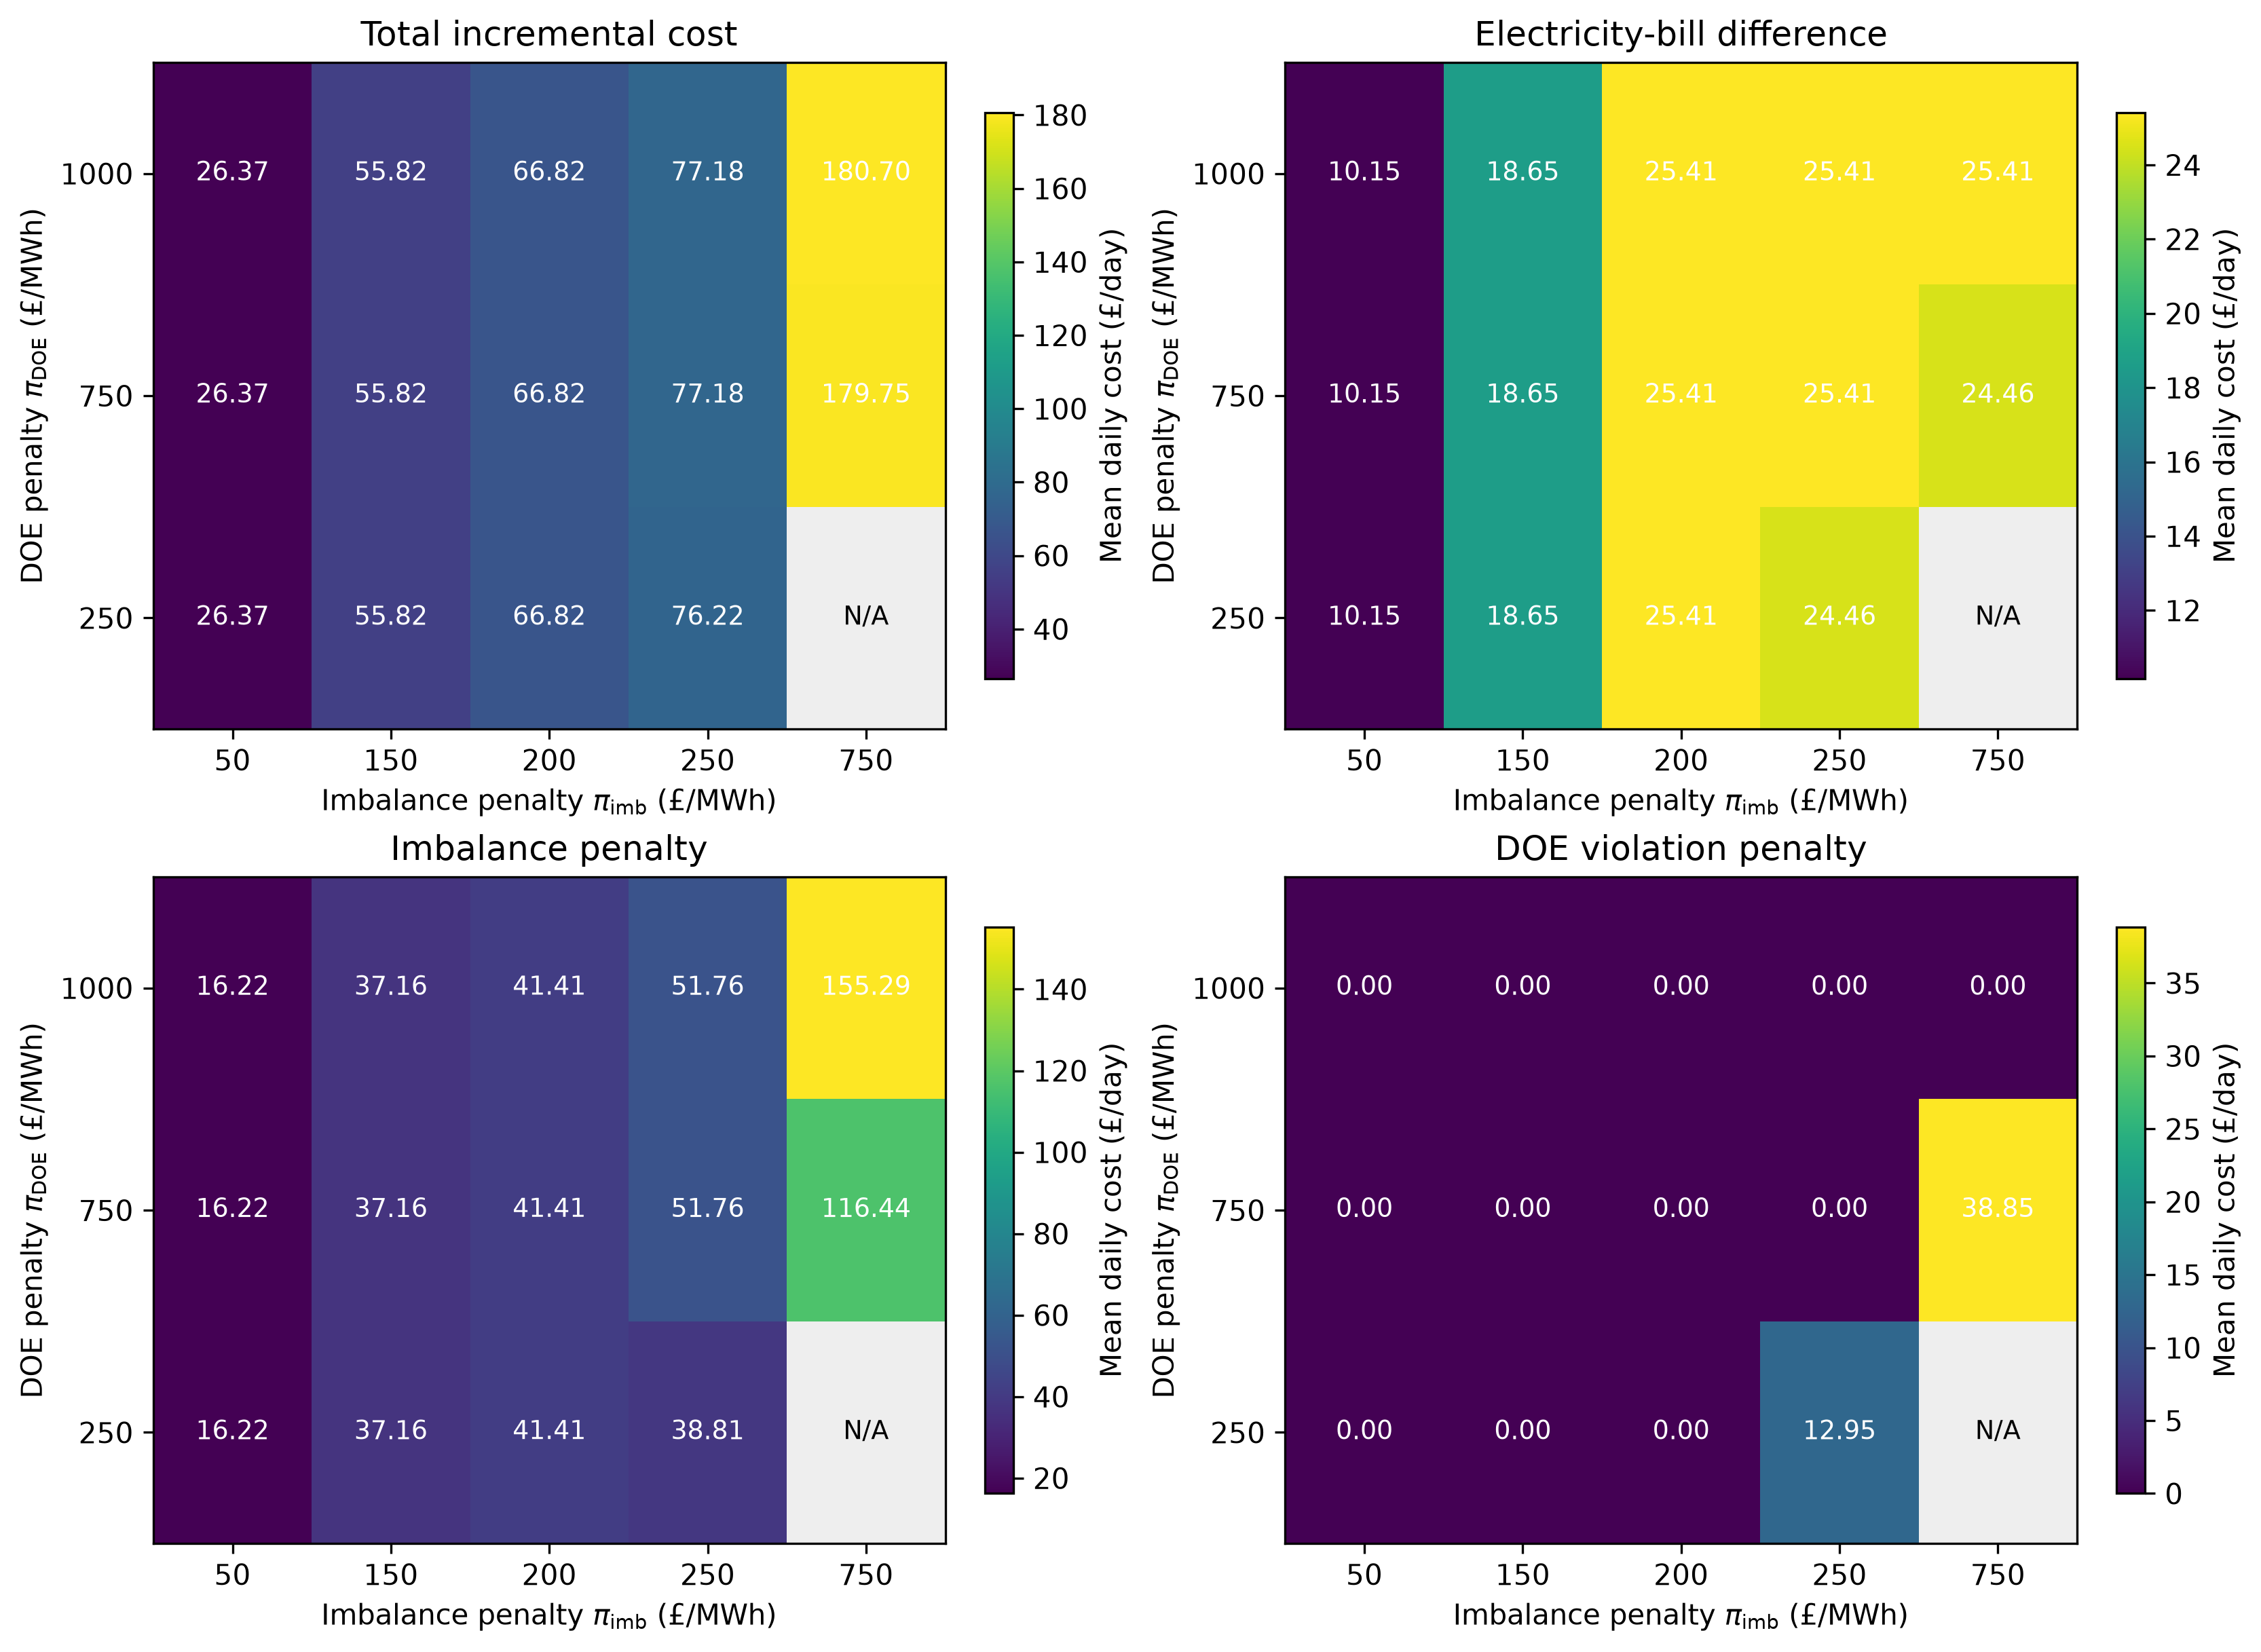 Total incremental cost
DOE penalty π_DOE (£/MWh)
1000
26.37 55.82 66.82 77.18 180.70
750
26.37 55.82 66.82 77.18 179.75
250
26.37 55.82 66.82 76.22 N/A
50 150 200 250 750
Imbalance penalty π_imb (£/MWh)
180
160
140
120
100
80
60
40
Mean daily cost (£/day)
Electricity-bill difference
DOE penalty π_DOE (£/MWh)
1000
10.15 18.65 25.41 25.41 25.41
750
10.15 18.65 25.41 25.41 24.46
250
10.15 18.65 25.41 24.46 N/A
50 150 200 250 750
Imbalance penalty π_imb (£/MWh)
24
22
20
18
16
14
12
Mean daily cost (£/day)
Imbalance penalty
DOE penalty π_DOE (£/MWh)
1000
16.22 37.16 41.41 51.76 155.29
750
16.22 37.16 41.41 51.76 116.44
250
16.22 37.16 41.41 38.81 N/A
50 150 200 250 750
Imbalance penalty π_imb (£/MWh)
140
120
100
80
60
40
20
Mean daily cost (£/day)
DOE violation penalty
DOE penalty π_DOE (£/MWh)
1000
0.00 0.00 0.00 0.00 0.00
750
0.00 0.00 0.00 0.00 38.85
250
0.00 0.00 0.00 12.95 N/A
50 150 200 250 750
Imbalance penalty π_imb (£/MWh)
35
30
25
20
15
10
5
0
Mean daily cost (£/day)